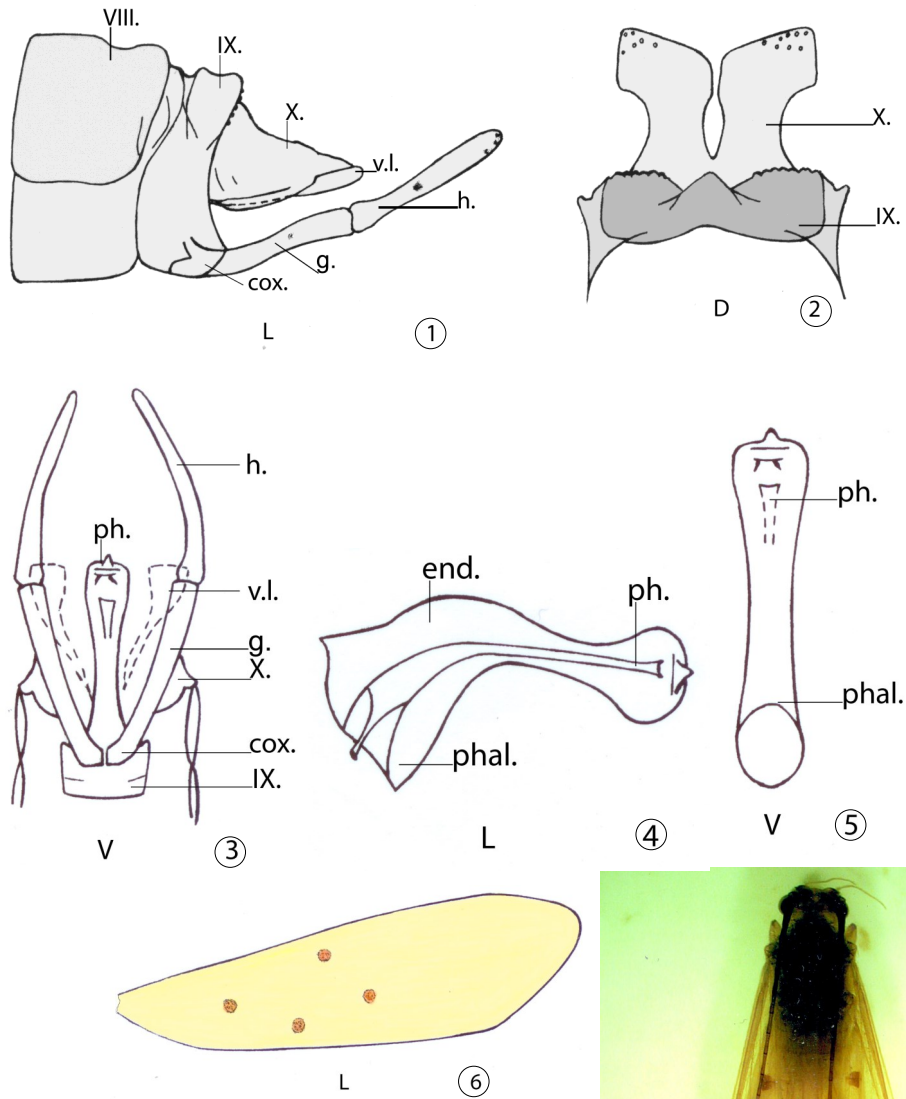 VIII.
IX.
X.
v.l.
h.
g.
cox.
L
1
X.
IX.
D
2
h.
ph.
v.l.
g.
X.
cox.
IX.
V
3
end.
ph.
phal.
L
4
ph.
phal.
V
5
L
6